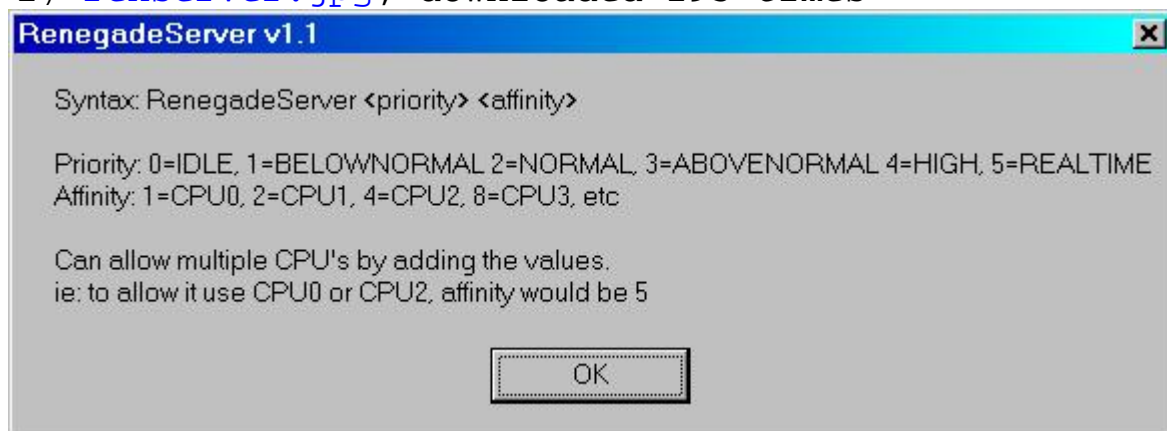 RenegadeServer v1.1
Syntax: RenegadeServer <priority> <affinity>
Priority: 0=IDLE, 1=BELOWNORMAL 2=NORMAL, 3=ABOVENORMAL 4=HIGH, 5=REALTIME
Affinity: 1=CPU0, 2=CPU1, 4=CPU2, 8=CPU3, etc
Can allow multiple CPU's by adding the values.
ie: to allow it use CPU0 or CPU2, affinity would be 5
OK